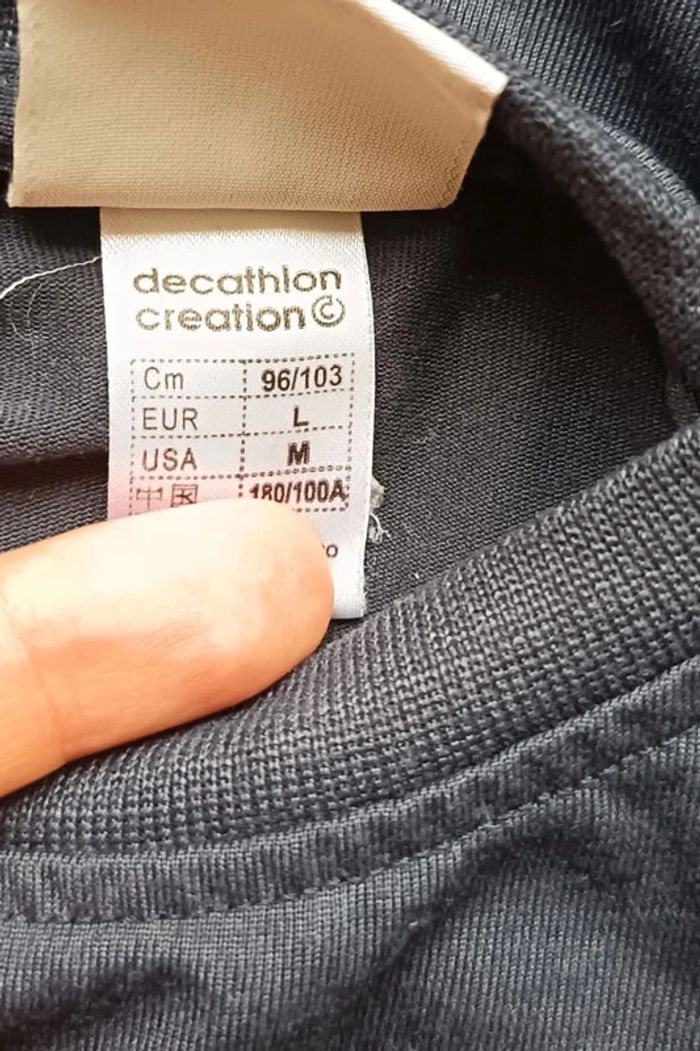 decathlon
creation ©
Cm 96/103
EUR L
USA M
中国 180/100A